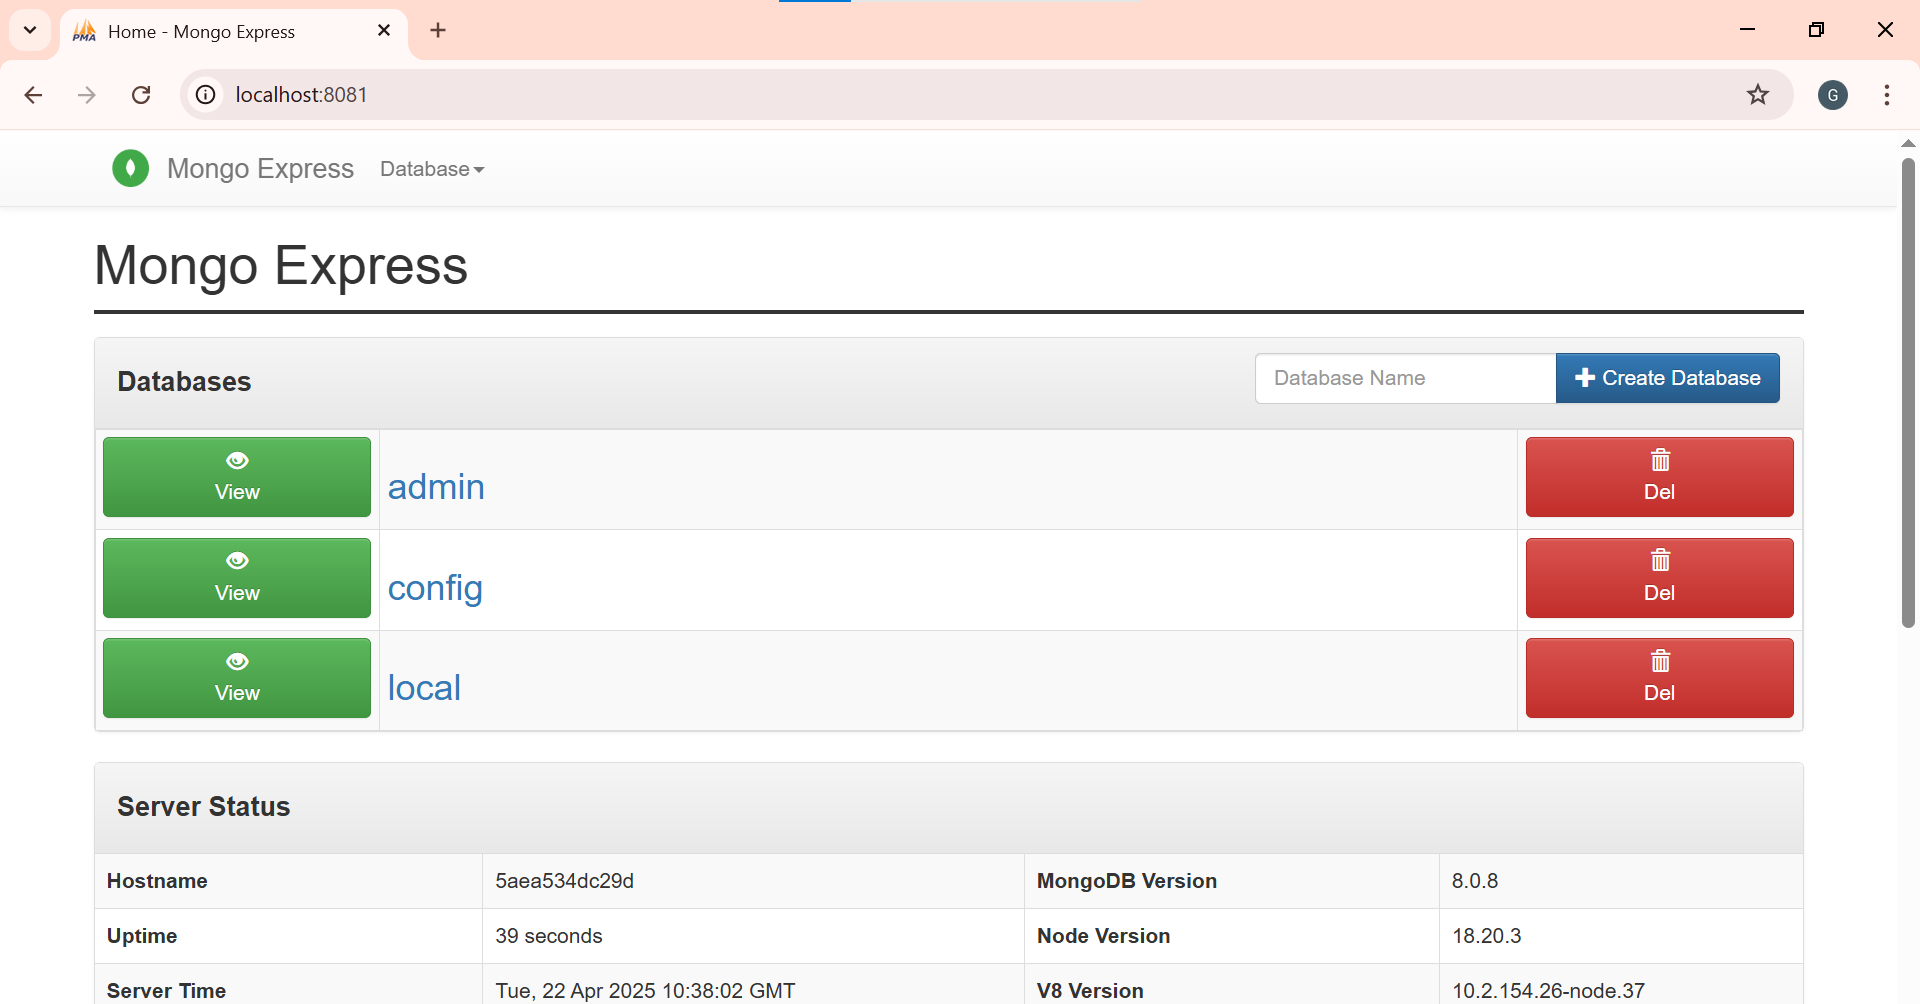 PMA Home - Mongo Express
localhost:8081
G
Mongo Express Database
Mongo Express
Databases Database Name Create Database
View admin Del
View config Del
View local Del
Server Status
Hostname 5aea534dc29d MongoDB Version 8.0.8
Uptime 39 seconds Node Version 18.20.3
Server Time Tue, 22 Apr 2025 10:38:02 GMT V8 Version 10.2.154.26-node.37